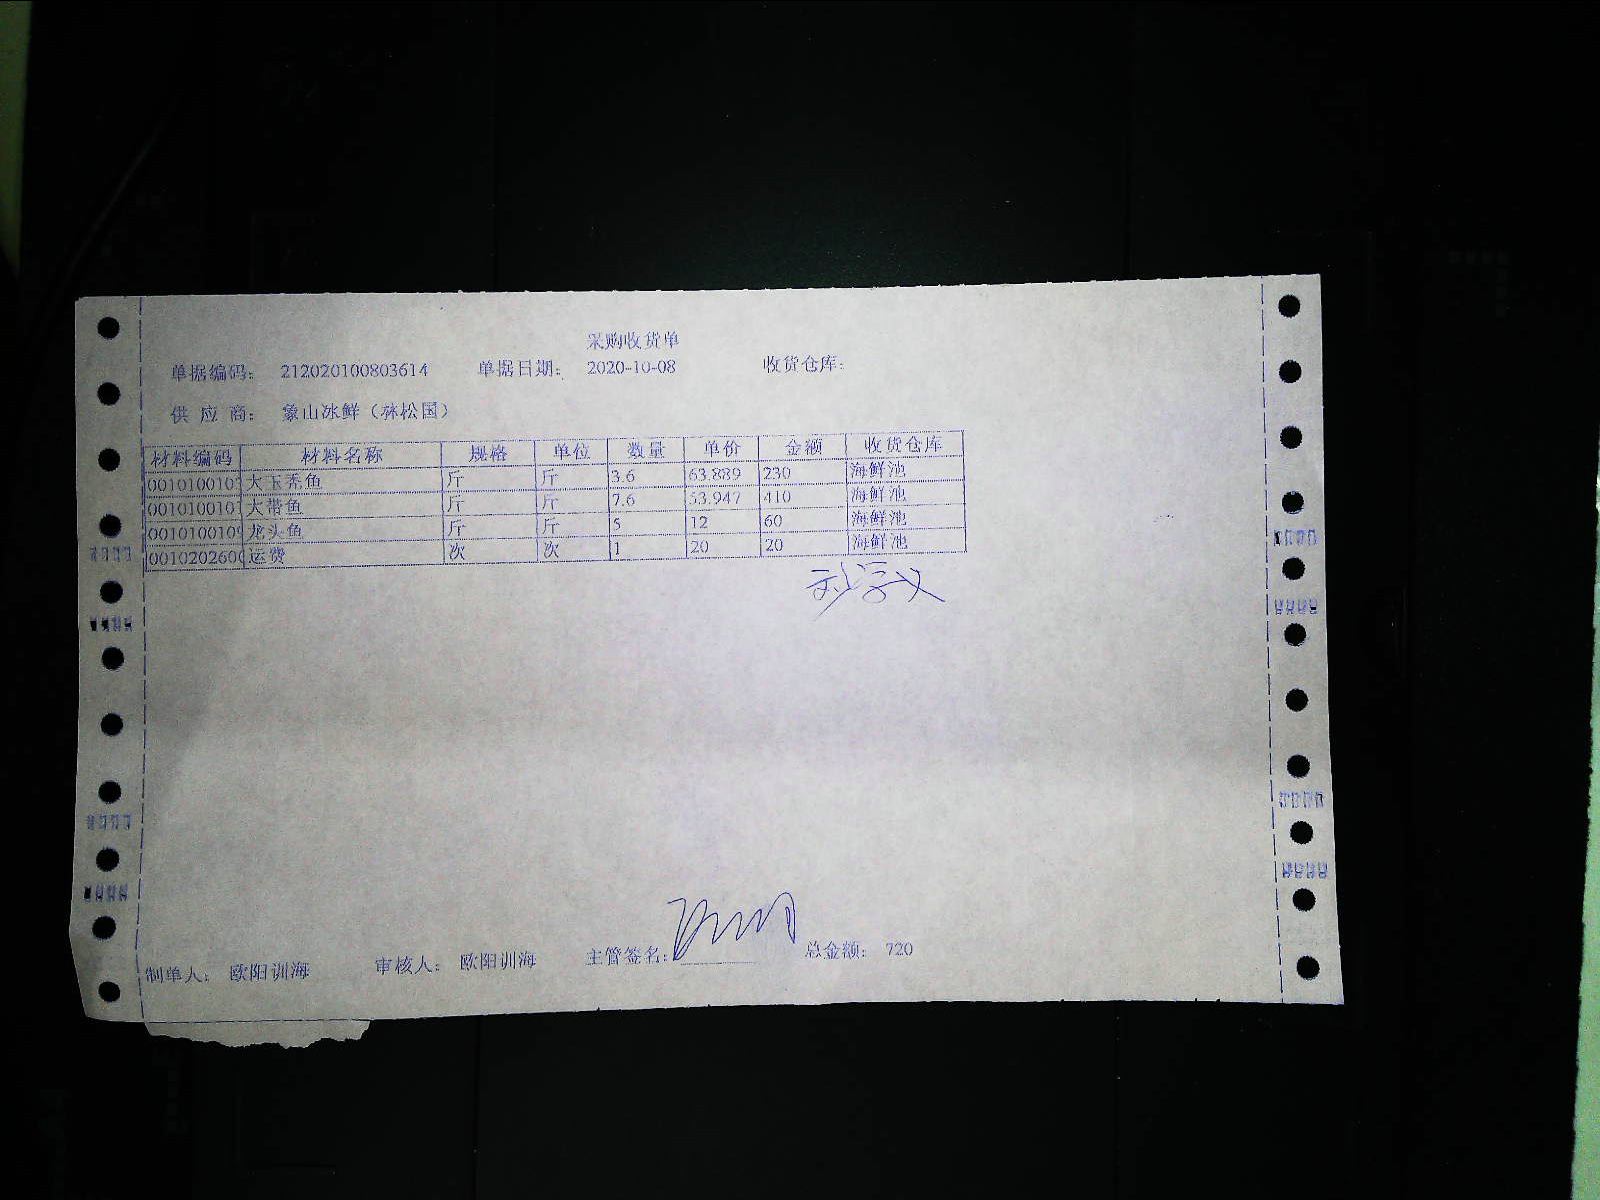 采购收货单
单据编码: 212020100803614 单据日期: 2020-10-08 收货仓库:
供应商: 象山冰鲜（林松国）
材料编码 材料名称 规格 单位 数量 单价 金额 收货仓库
0010100103 大玉秃鱼 斤 斤 3.6 63.889 230 海鲜池
0010100101 大带鱼 斤 斤 7.6 53.947 410 海鲜池
0010100109 龙头鱼 斤 斤 5 12 60 海鲜池
0010202600 运费 次 次 1 20 20 海鲜池
制单人: 欧阳训海 审核人: 欧阳训海 主管签名: 总金额: 720